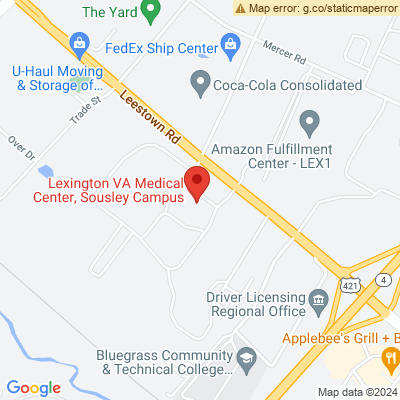 The Yard
Map error: g.co/staticmaperror
FedEx Ship Center
Mercer Rd
U-Haul Moving
& Storage of...
Coca-Cola Consolidated
Trade St
Leestown Rd
Amazon Fulfillment
Center - LEX1
Over Dr
Lexington VA Medical
Center, Sousley Campus
421
4
Driver Licensing
Regional Office
Applebee's Grill + B
Bluegrass Community
& Technical College...
Google
Map data ©2024